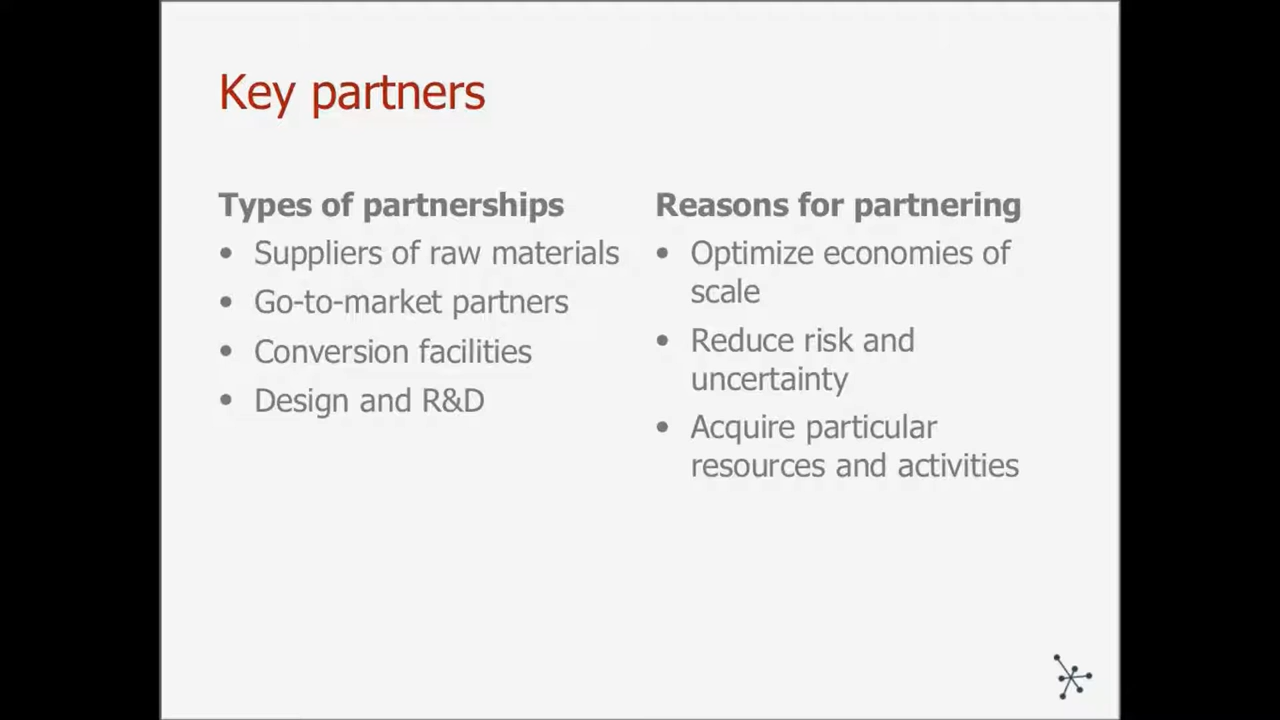 Key partners
Types of partnerships
• Suppliers of raw materials
• Go-to-market partners
• Conversion facilities
• Design and R&D
Reasons for partnering
• Optimize economies of
scale
• Reduce risk and
uncertainty
• Acquire particular
resources and activities